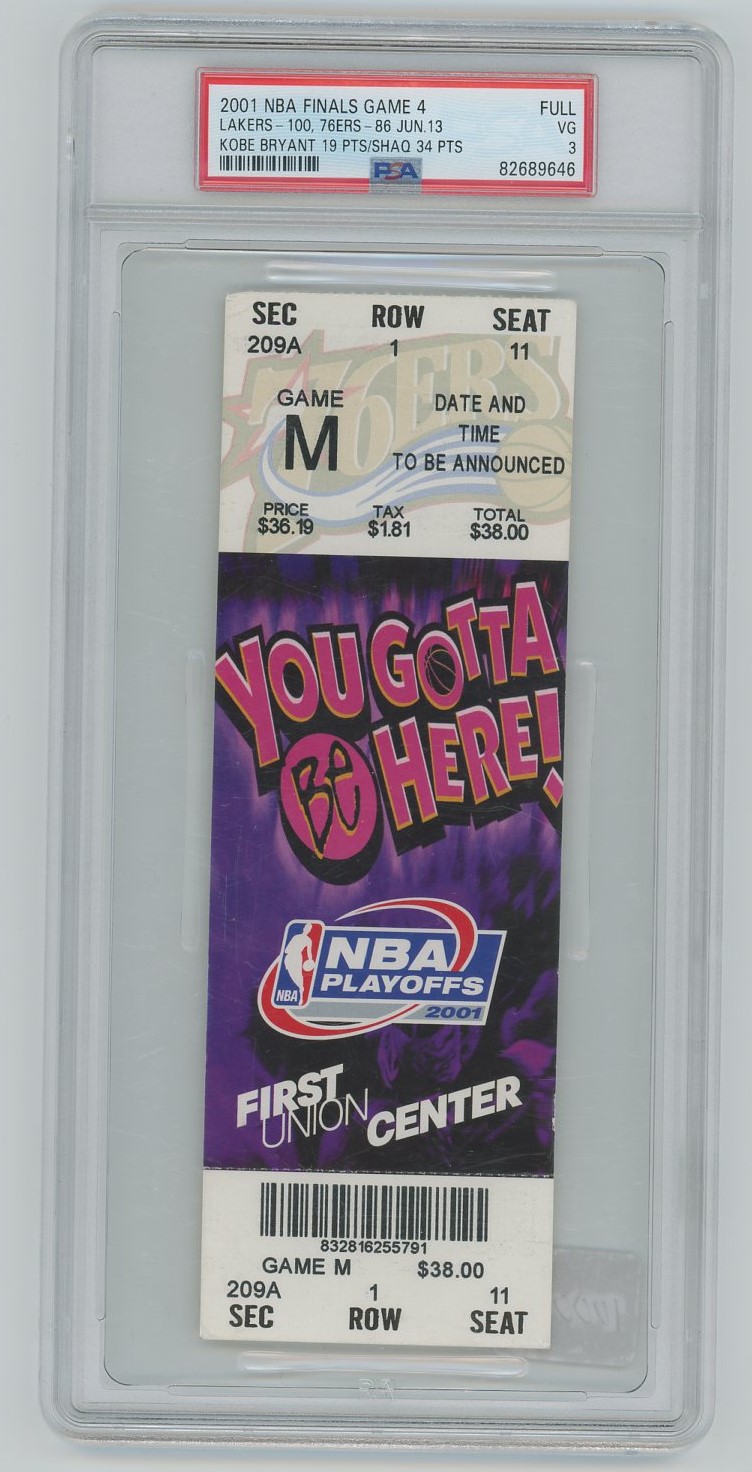 2001 NBA FINALS GAME 4 FULL
LAKERS - 100, 76ERS - 86 JUN.13 VG
KOBE BRYANT 19 PTS/SHAQ 34 PTS 3
PSA 82689646
SEC ROW SEAT
209A 1 11
76ERS
GAME
M
DATE AND
TIME
TO BE ANNOUNCED
PRICE TAX TOTAL
$36.19 $1.81 $38.00
YOU GOTTA
Be HERE!
NBA
PLAYOFFS
NBA
2001
FIRST
UNION CENTER
832816255791
GAME M $38.00
209A 1 11
SEC ROW SEAT